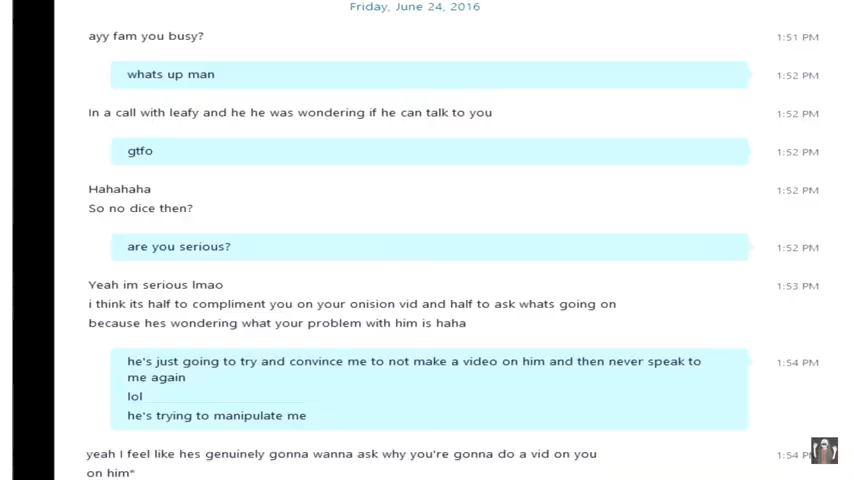 Friday, June 24, 2016
ayy fam you busy?
1:51 PM
whats up man
1:52 PM
In a call with leafy and he he was wondering if he can talk to you
1:52 PM
gtfo
1:52 PM
Hahahaha
1:52 PM
So no dice then?
are you serious?
1:52 PM
Yeah im serious lmao
1:53 PM
i think its half to compliment you on your onision vid and half to ask whats going on
because hes wondering what your problem with him is haha
he's just going to try and convince me to not make a video on him and then never speak to
1:54 PM
me again
lol
he's trying to manipulate me
yeah I feel like hes genuinely gonna wanna ask why you're gonna do a vid on you
1:54 P
on him*